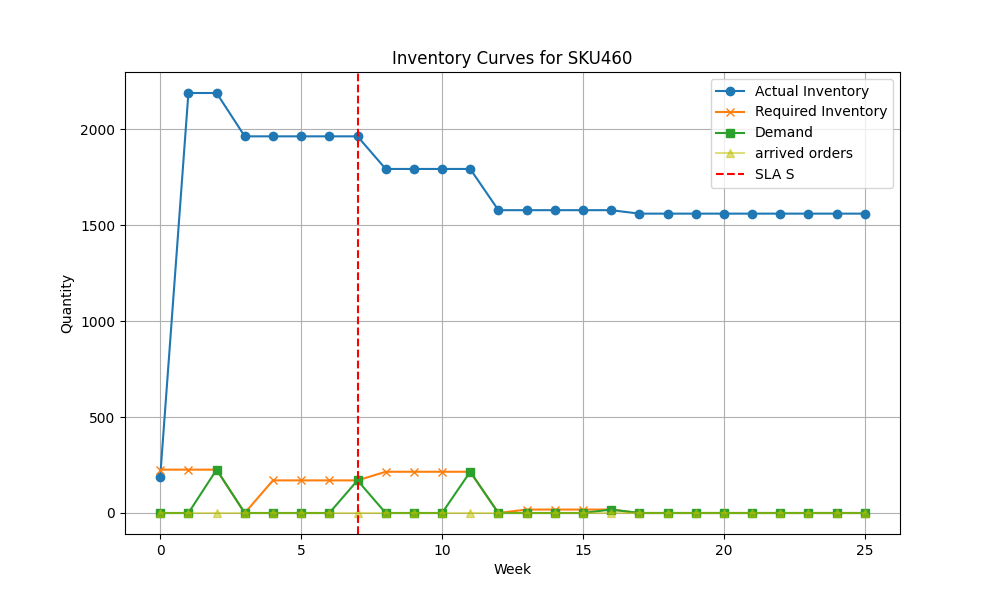 Inventory Curves for SKU460
Actual Inventory
Required Inventory
Demand
arrived orders
SLA S
Quantity
2000
1500
1000
500
0
0 5 10 15 20 25
Week